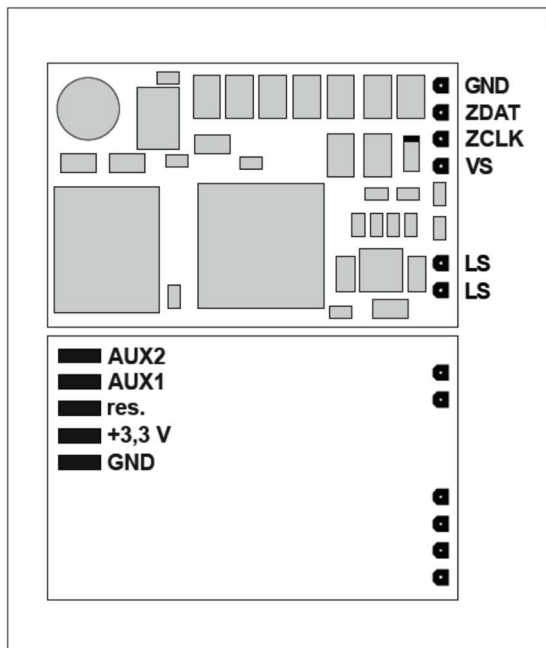 GND
ZDAT
ZCLK
VS
LS
LS
AUX2
AUX1
res.
+3,3 V
GND